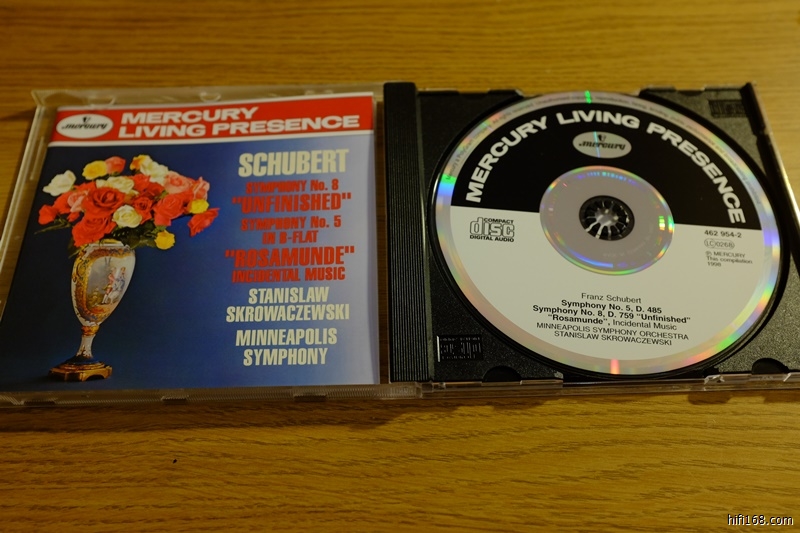 MERCURY
LIVING PRESENCE
mercury
SCHUBERT
SYMPHONY No. 8
"UNFINISHED"
SYMPHONY No. 5
IN B-FLAT
"ROSAMUNDE"
INCIDENTAL MUSIC
STANISLAW
SKROWACZEWSKI
MINNEAPOLIS
SYMPHONY
MERCURY LIVING PRESENCE
mercury
COMPACT
disc
DIGITAL AUDIO
462 954-2
LC0268
℗ MERCURY
This compilation
1998
Franz Schubert
Symphony No. 5, D. 485
Symphony No. 8, D. 759 "Unfinished"
"Rosamunde", Incidental Music
MINNEAPOLIS SYMPHONY ORCHESTRA
STANISLAW SKROWACZEWSKI
hifi168.com